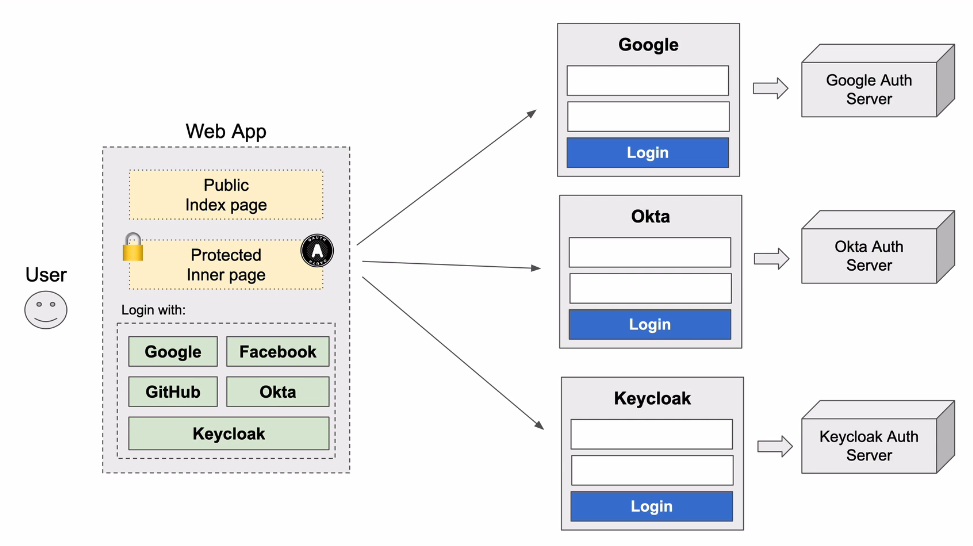 User
Web App
Public
Index page
Protected
Inner page
A
Login with:
Google
Facebook
GitHub
Okta
Keycloak
Google
Login
Google Auth
Server
Okta
Login
Okta Auth
Server
Keycloak
Login
Keycloak Auth
Server